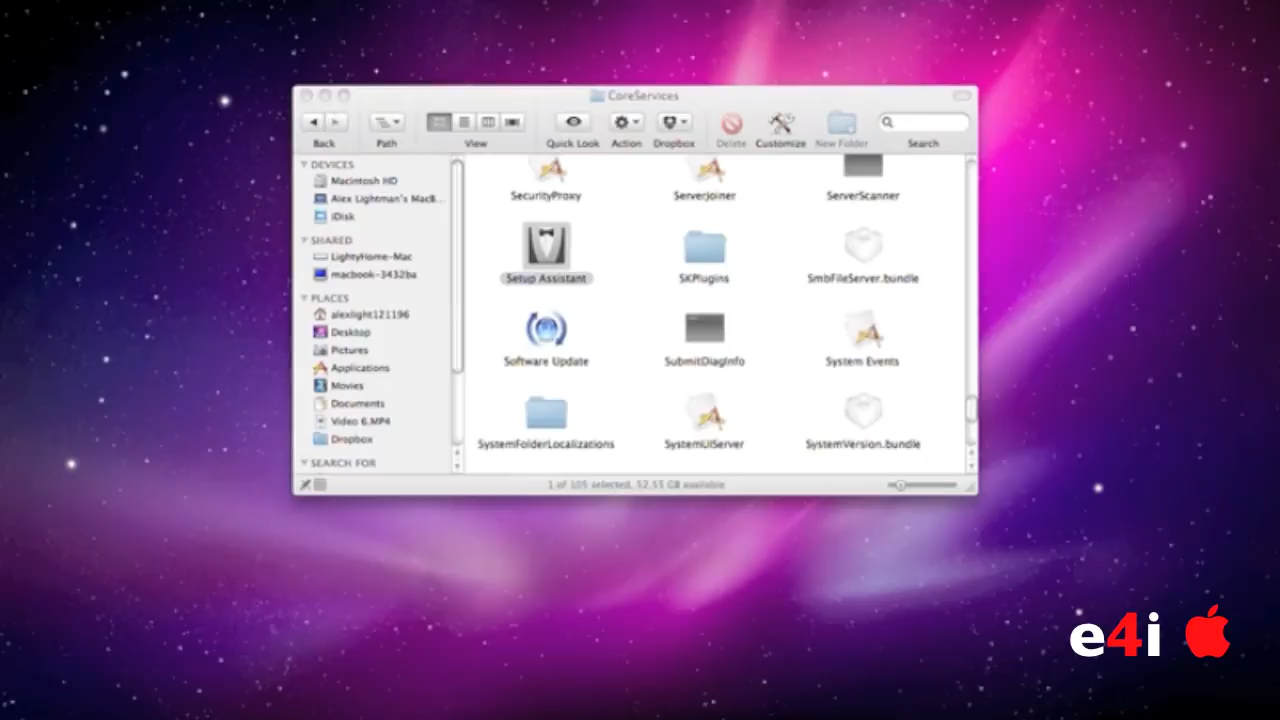 CoreServices
Back Path View Quick Look Action Dropbox Delete Customize New Folder Search
DEVICES
Macintosh HD
Alex Lightman's MacB...
iDisk
SHARED
LightyHome-Mac
macbook-3432ba
PLACES
alexlight121196
Desktop
Pictures
Applications
Movies
Documents
Video 6.MP4
Dropbox
SEARCH FOR
SecurityProxy ServerJoiner ServerScanner
Setup Assistant SKPlugins SmbFileServer.bundle
Software Update SubmitDiagInfo System Events
SystemFolderLocalizations SystemUIServer SystemVersion.bundle
1 of 105 selected, 52.55 GB available
e4i